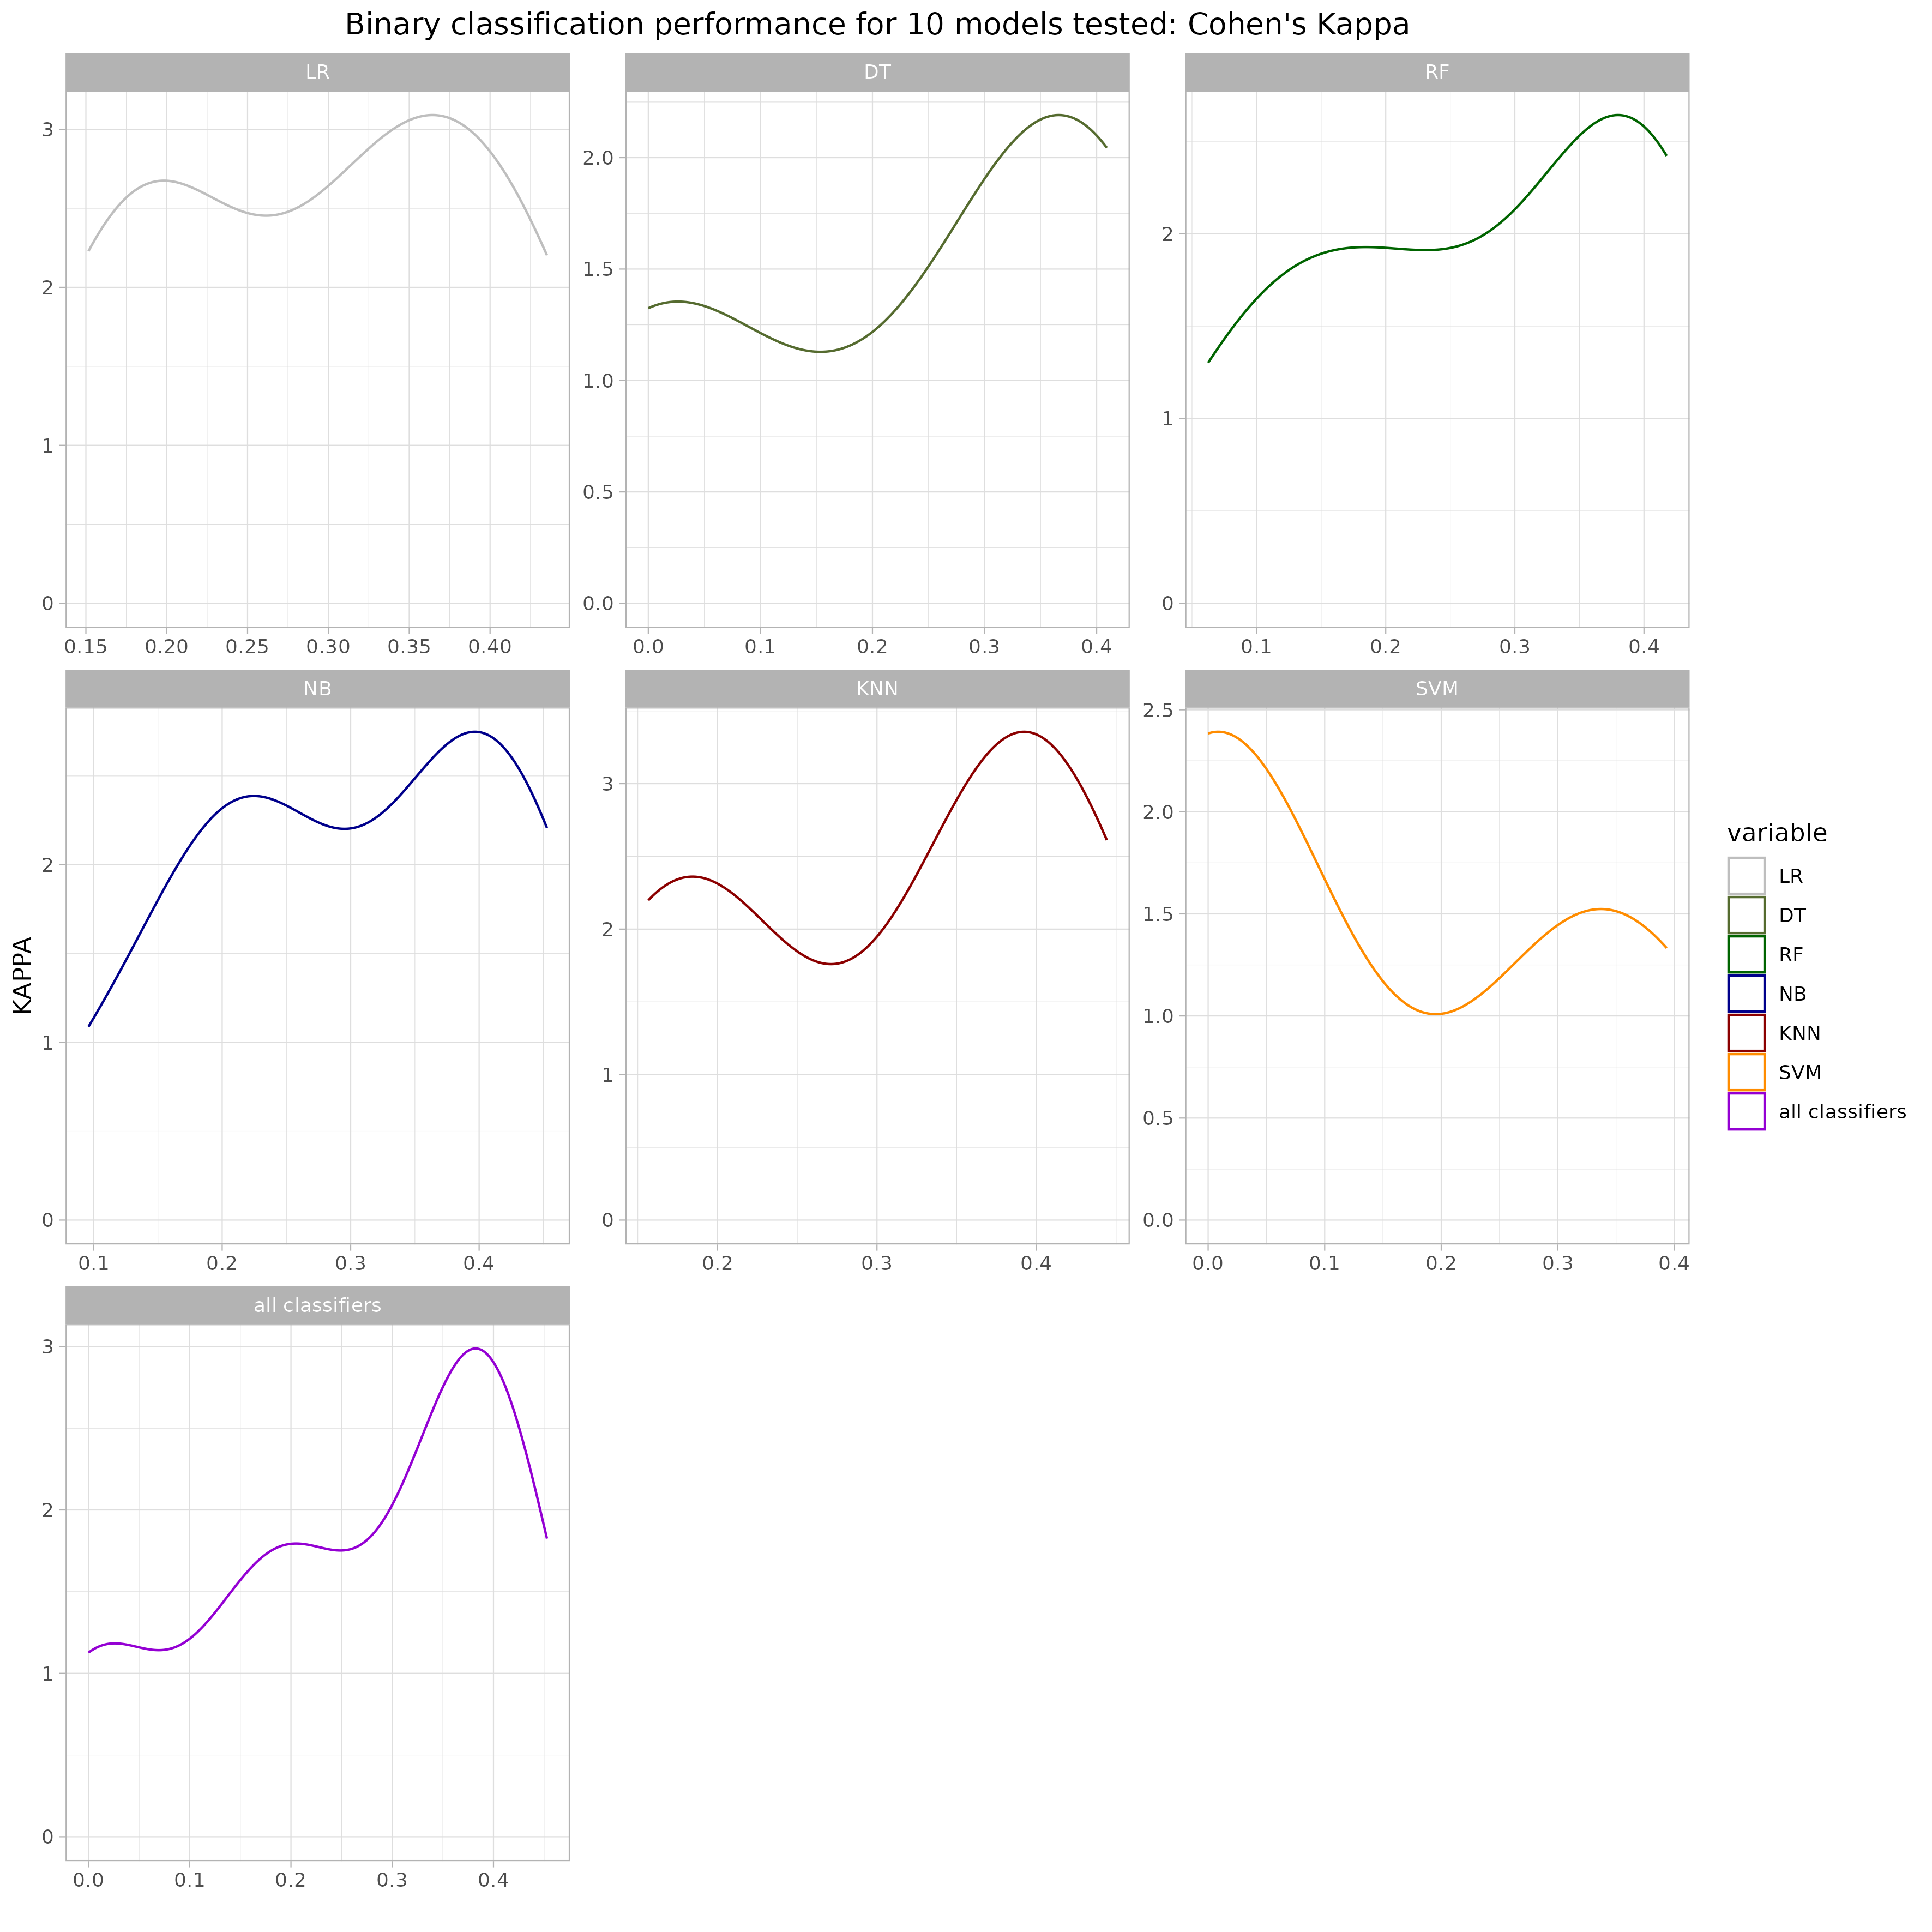 Binary classification performance for 10 models tested: Cohen's Kappa
LR
DT
RF
3
2
1
0
0.15 0.20 0.25 0.30 0.35 0.40
2.0
1.5
1.0
0.5
0.0
0.0 0.1 0.2 0.3 0.4
2
1
0
0.1 0.2 0.3 0.4
NB
KNN
SVM
2
1
0
0.1 0.2 0.3 0.4
3
2
1
0
0.2 0.3 0.4
2.5
2.0
1.5
1.0
0.5
0.0
0.0 0.1 0.2 0.3 0.4
all classifiers
3
2
1
0
0.0 0.1 0.2 0.3 0.4
KAPPA
variable
LR
DT
RF
NB
KNN
SVM
all classifiers